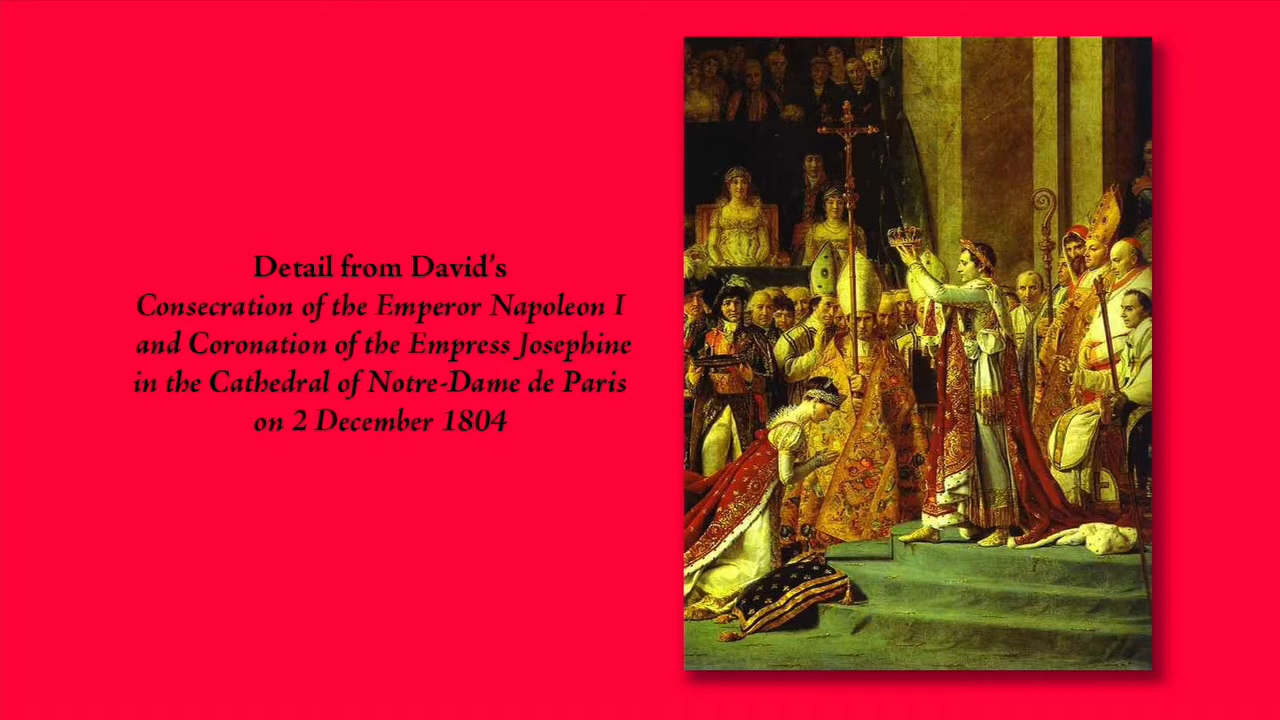 Detail from David's
Consecration of the Emperor Napoleon I
and Coronation of the Empress Josephine
in the Cathedral of Notre-Dame de Paris
on 2 December 1804